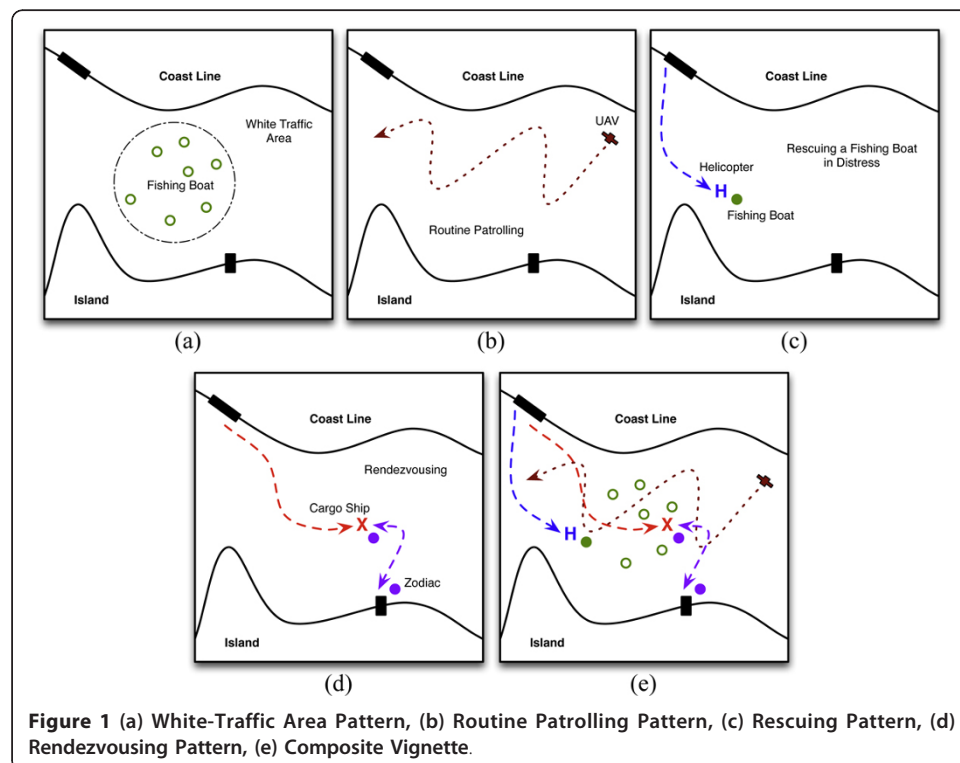 Coast Line
White Traffic
Area
Fishing Boat
Island
(a)
Coast Line
UAV
Routine Patrolling
Island
(b)
Coast Line
Rescuing a Fishing Boat
in Distress
Helicopter
H
Fishing Boat
Island
(c)
Coast Line
Rendezvousing
Cargo Ship
X
Zodiac
Island
(d)
Coast Line
H
X
Island
(e)
Figure 1 (a) White-Traffic Area Pattern, (b) Routine Patrolling Pattern, (c) Rescuing Pattern, (d)
Rendezvousing Pattern, (e) Composite Vignette.